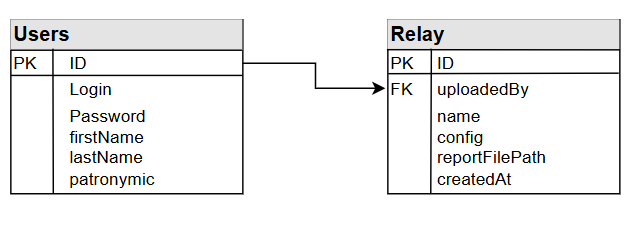 Users
PK ID
Login
Password
firstName
lastName
patronymic
Relay
PK ID
FK uploadedBy
name
config
reportFilePath
createdAt